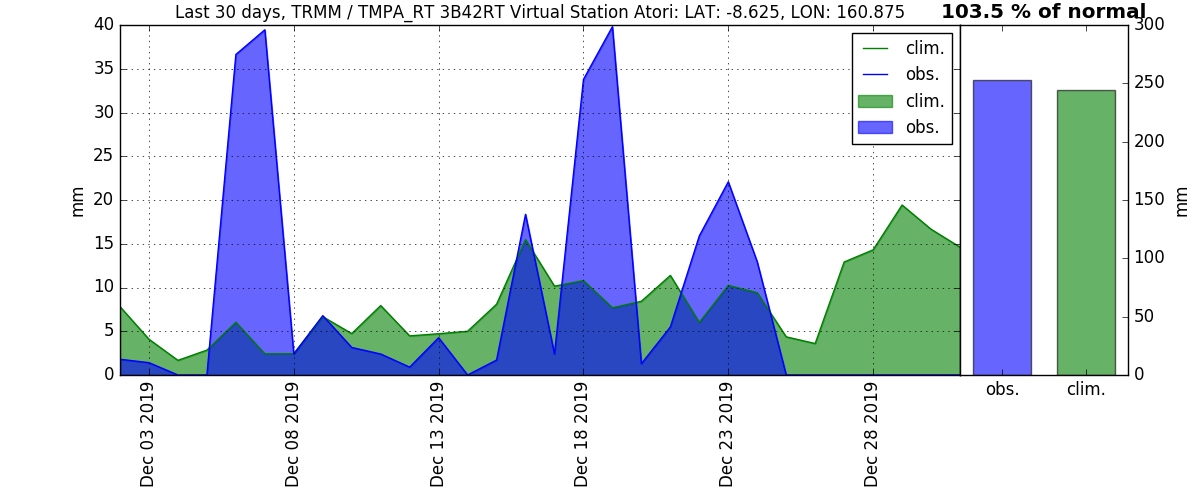 Last 30 days, TRMM / TMPA_RT 3B42RT Virtual Station Atori: LAT: -8.625, LON: 160.875
103.5 % of normal
40
35
30
25
20
15
10
5
0
mm
clim.
obs.
clim.
obs.
300
250
200
150
100
50
0
mm
obs.
clim.
Dec 03 2019
Dec 08 2019
Dec 13 2019
Dec 18 2019
Dec 23 2019
Dec 28 2019